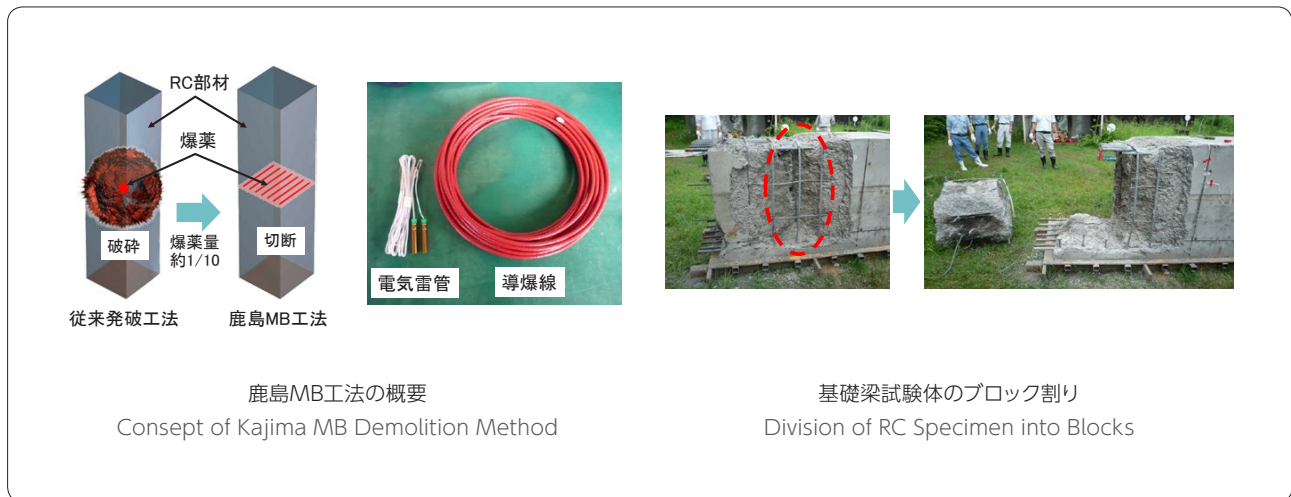 RC部材
爆薬
破砕
爆薬量
約1/10
切断
従来発破工法
鹿島MB工法
電気雷管
導爆線
鹿島MB工法の概要
Consept of Kajima MB Demolition Method
基礎梁試験体のブロック割り
Division of RC Specimen into Blocks